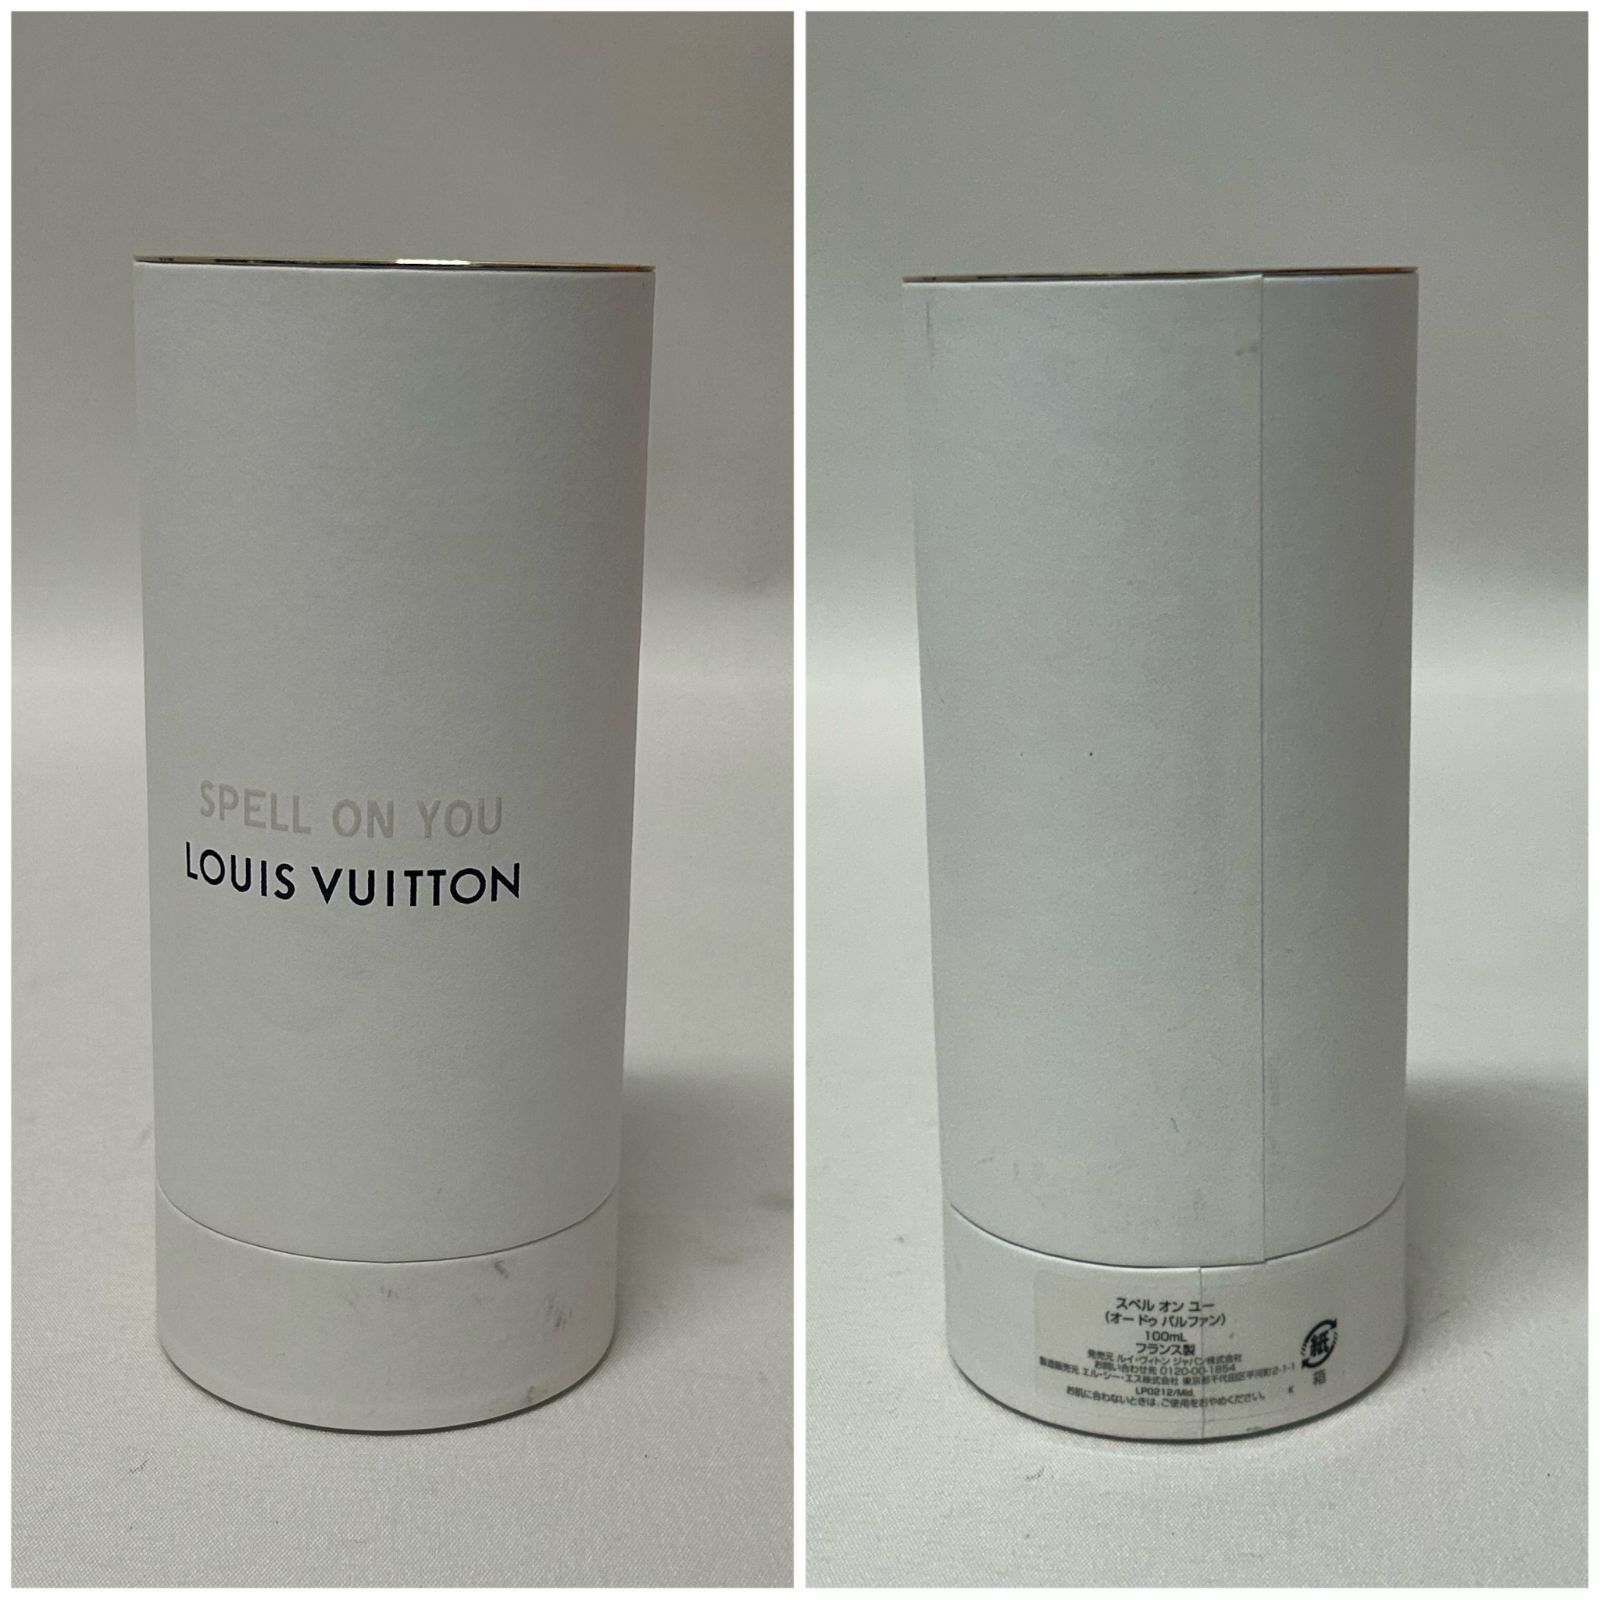 SPELL ON YOU
LOUIS VUITTON
スペル オン ユー
(オー ドゥ パルファン)
100mL
フランス製
発売元 ルイ・ヴィトン ジャパン株式会社
お問い合わせ先 0120-00-1854
製造販売元 エル・シー・エス株式会社 東京都千代田区平河町2-1-1
LP0212/Mid.
お肌に合わないときは、ご使用をおやめください。 K
紙
箱